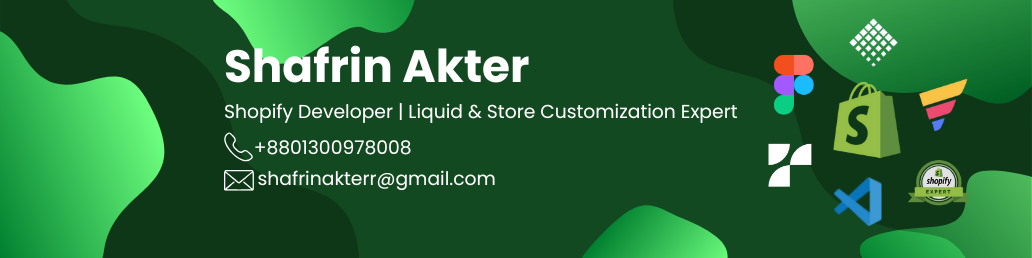 Shafrin Akter
Shopify Developer | Liquid & Store Customization Expert
+8801300978008
shafrinakterr@gmail.com
S
shopify
EXPERT